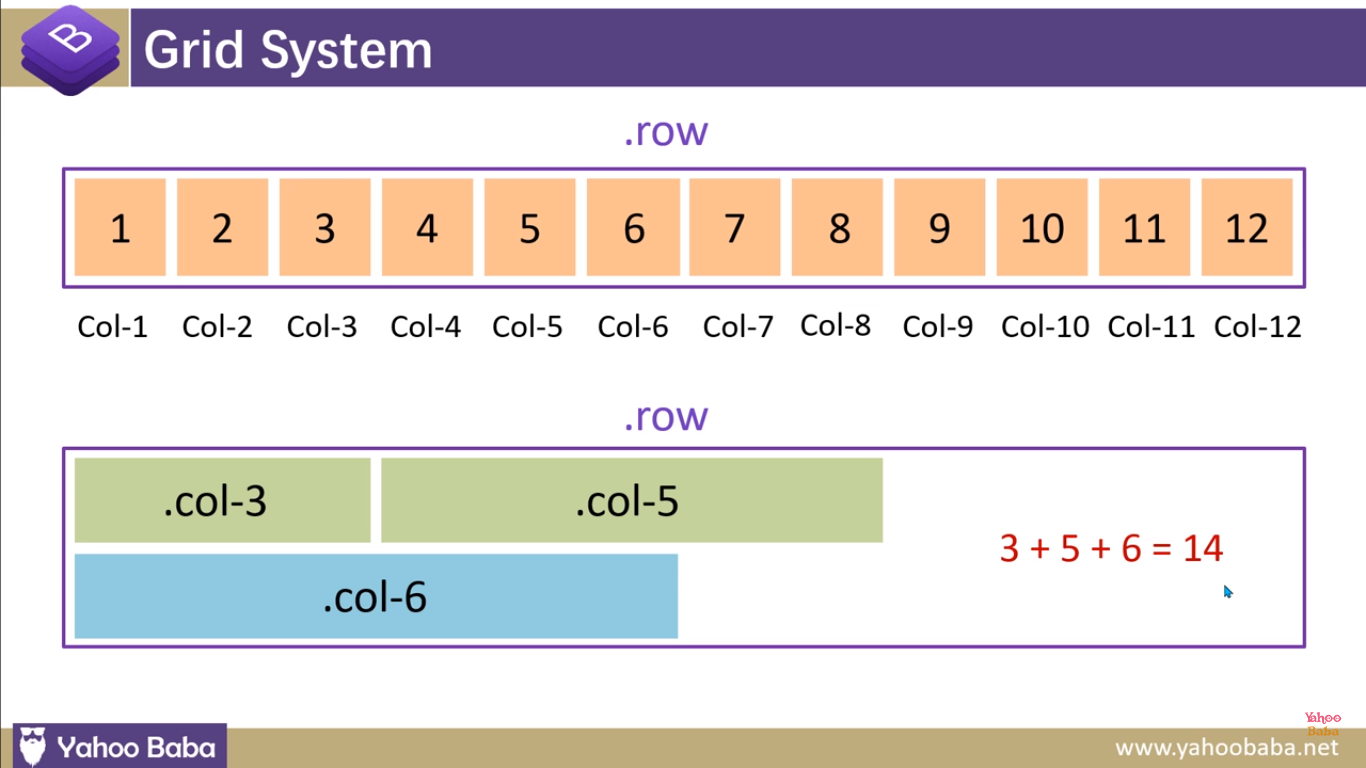 B
Grid System
.row
1 2 3 4 5 6 7 8 9 10 11 12
Col-1 Col-2 Col-3 Col-4 Col-5 Col-6 Col-7 Col-8 Col-9 Col-10 Col-11 Col-12
.row
.col-3 .col-5
3 + 5 + 6 = 14
.col-6
Yahoo
Baba
Yahoo Baba
www.yahoobaba.net